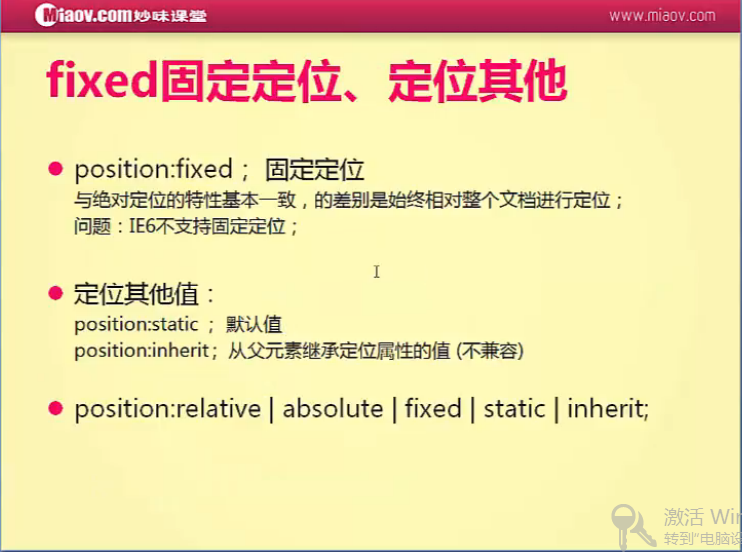 Miaov.com妙味课堂
www.miaov.com
fixed固定定位、定位其他
position:fixed； 固定定位
与绝对定位的特性基本一致，的差别是始终相对整个文档进行定位；
问题：IE6不支持固定定位；
定位其他值：
position:static ；默认值
position:inherit；从父元素继承定位属性的值 (不兼容)
position:relative | absolute | fixed | static | inherit;
激活 Win
转到"电脑设